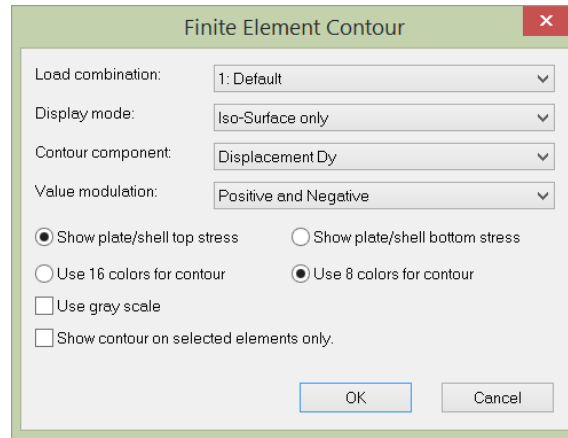 Finite Element Contour
Load combination: 1: Default
Display mode: Iso-Surface only
Contour component: Displacement Dy
Value modulation: Positive and Negative
Show plate/shell top stress Show plate/shell bottom stress
Use 16 colors for contour Use 8 colors for contour
Use gray scale
Show contour on selected elements only.
OK Cancel